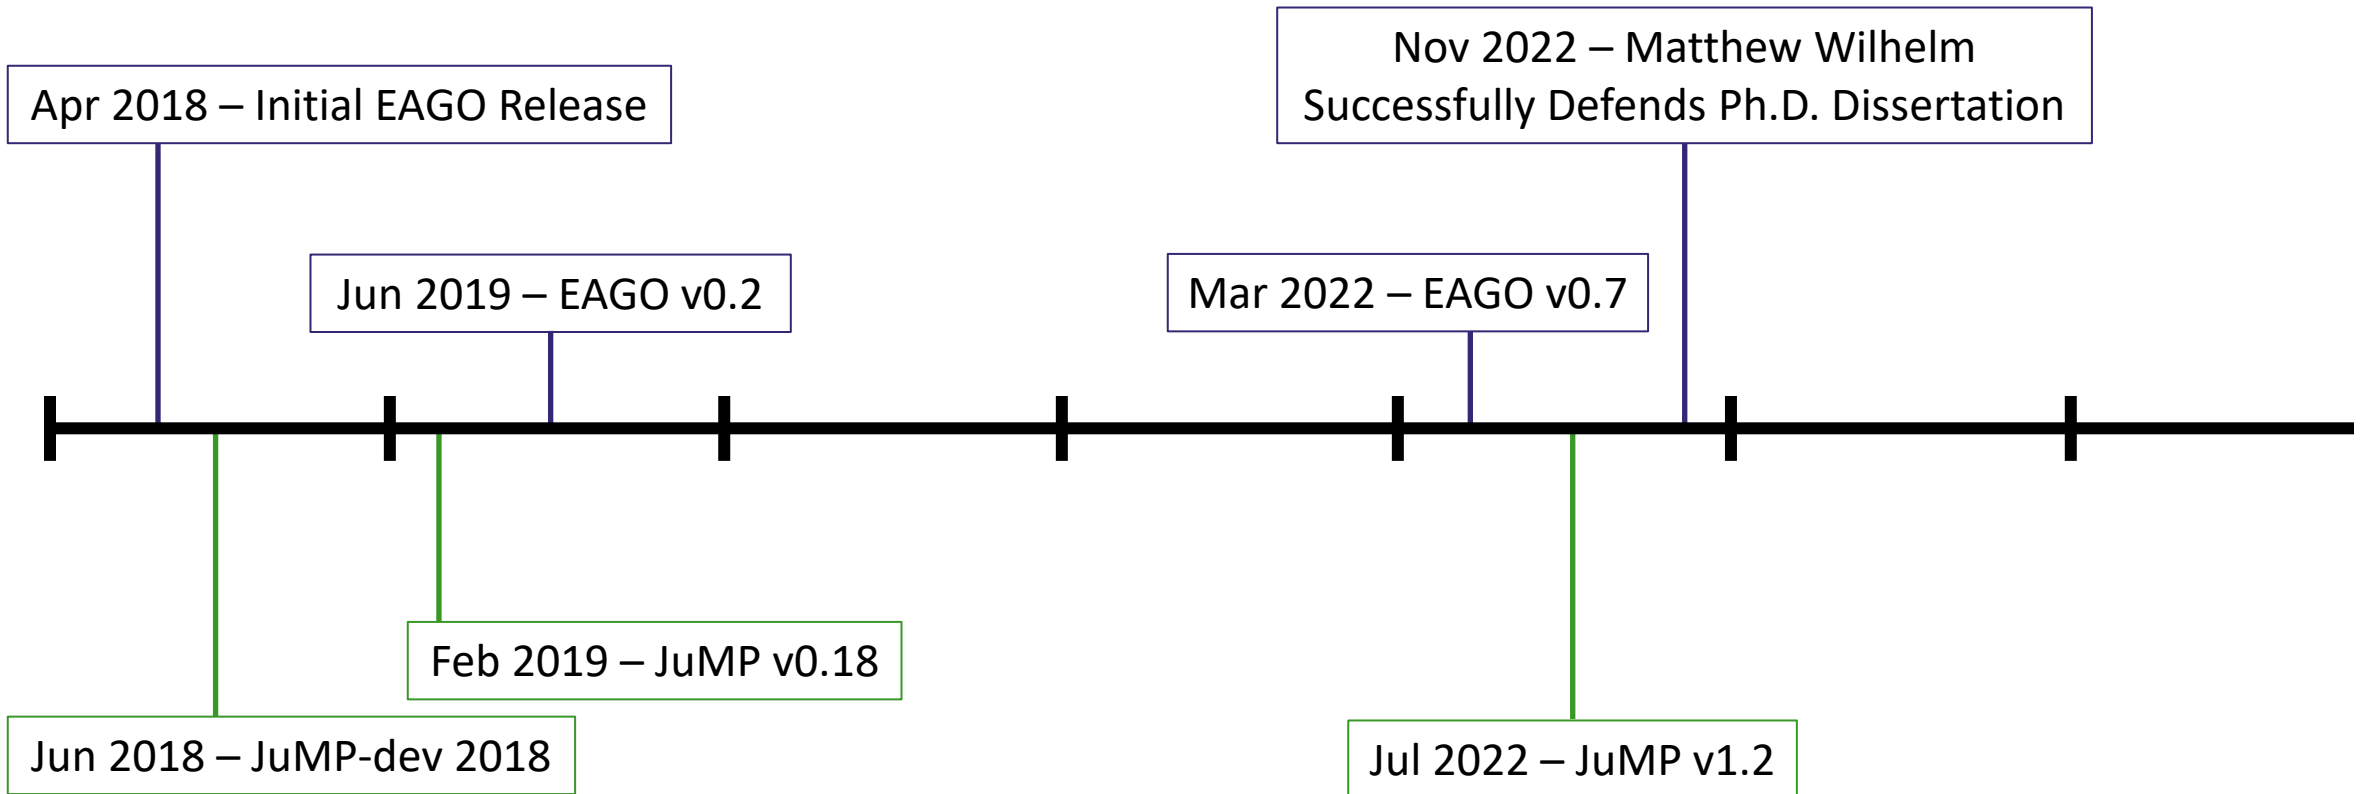 Nov 2022 – Matthew Wilhelm
Successfully Defends Ph.D. Dissertation
Apr 2018 – Initial EAGO Release
Jun 2019 – EAGO v0.2
Mar 2022 – EAGO v0.7
Feb 2019 – JuMP v0.18
Jun 2018 – JuMP-dev 2018
Jul 2022 – JuMP v1.2